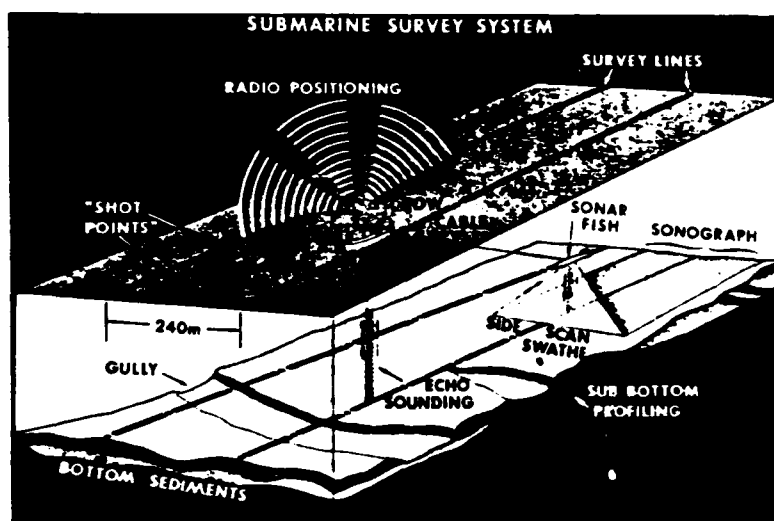 SUBMARINE SURVEY SYSTEM
SURVEY LINES
RADIO POSITIONING
"SHOT
POINTS"
SONAR
FISH
SONOGRAPH
240m
SIDE SCAN
SWATHE
GULLY
ECHO
SOUNDING
SUB BOTTOM
PROFILING
BOTTOM SEDIMENTS